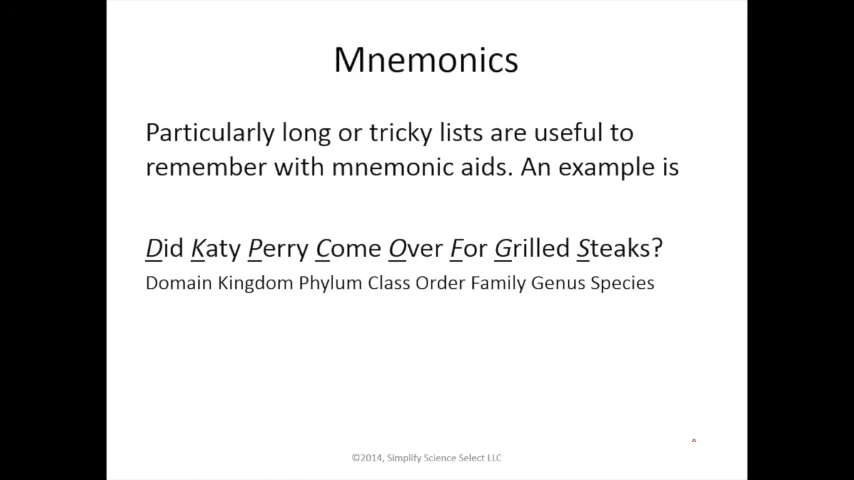 Mnemonics
Particularly long or tricky lists are useful to
remember with mnemonic aids. An example is
Did Katy Perry Come Over For Grilled Steaks?
Domain Kingdom Phylum Class Order Family Genus Species
©2014, Simplify Science Select LLC